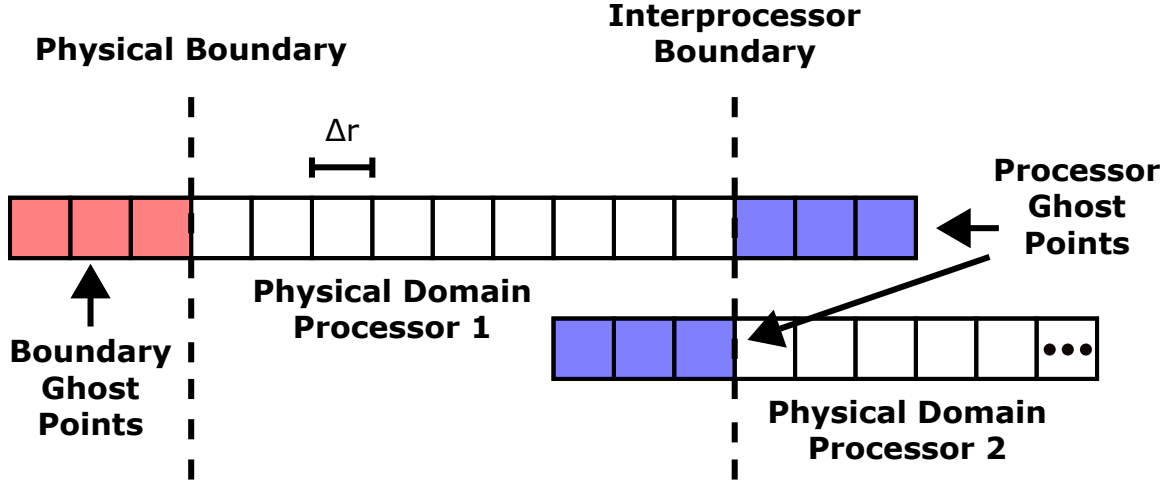 Physical Boundary
Interprocessor
Boundary
Δr
Processor
Ghost
Points
Physical Domain
Processor 1
Boundary
Ghost
Points
Physical Domain
Processor 2